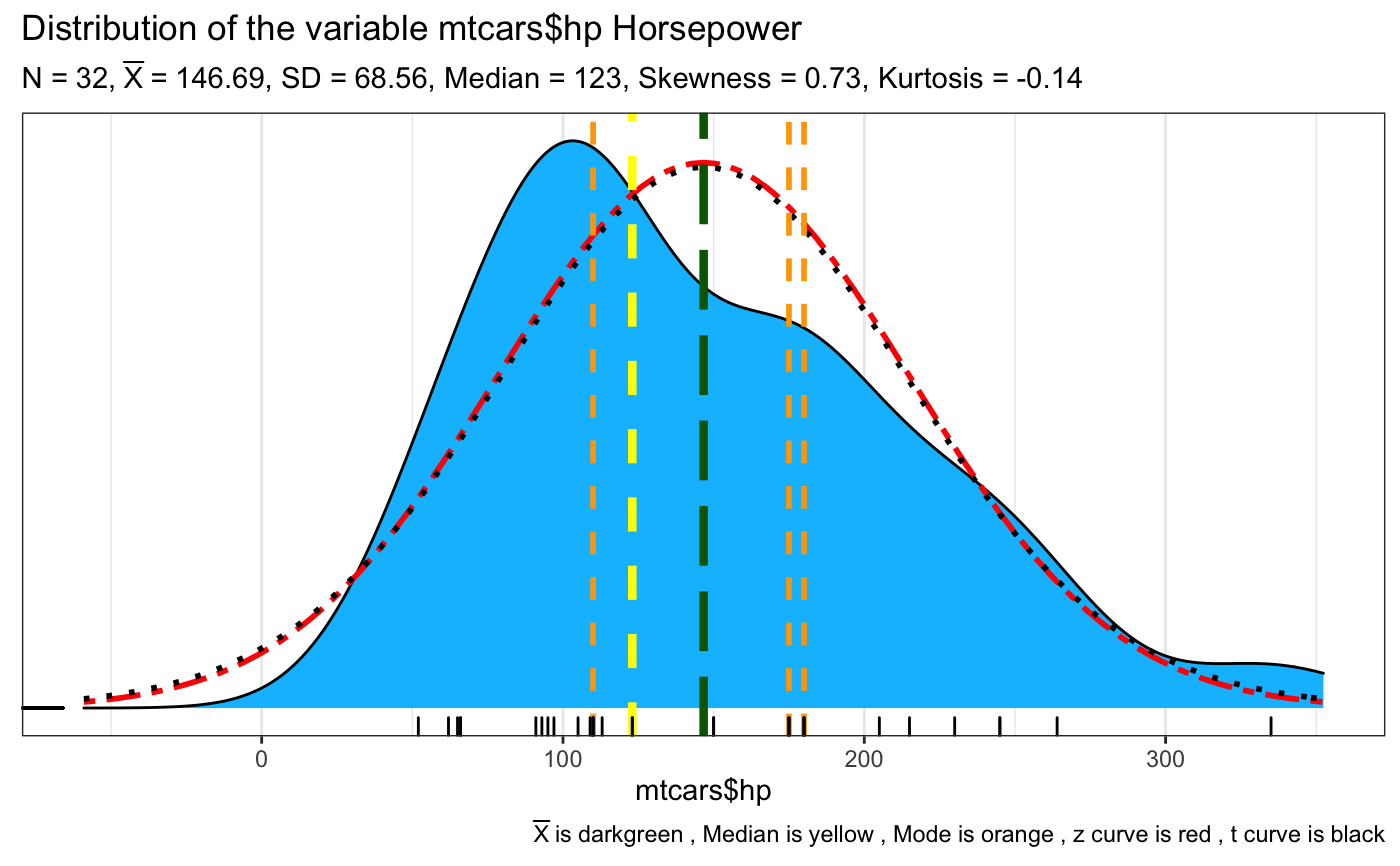 Distribution of the variable mtcars$hp Horsepower
N = 32, X̅ = 146.69, SD = 68.56, Median = 123, Skewness = 0.73, Kurtosis = -0.14
0 100 200 300
mtcars$hp
X̅ is darkgreen , Median is yellow , Mode is orange , z curve is red , t curve is black